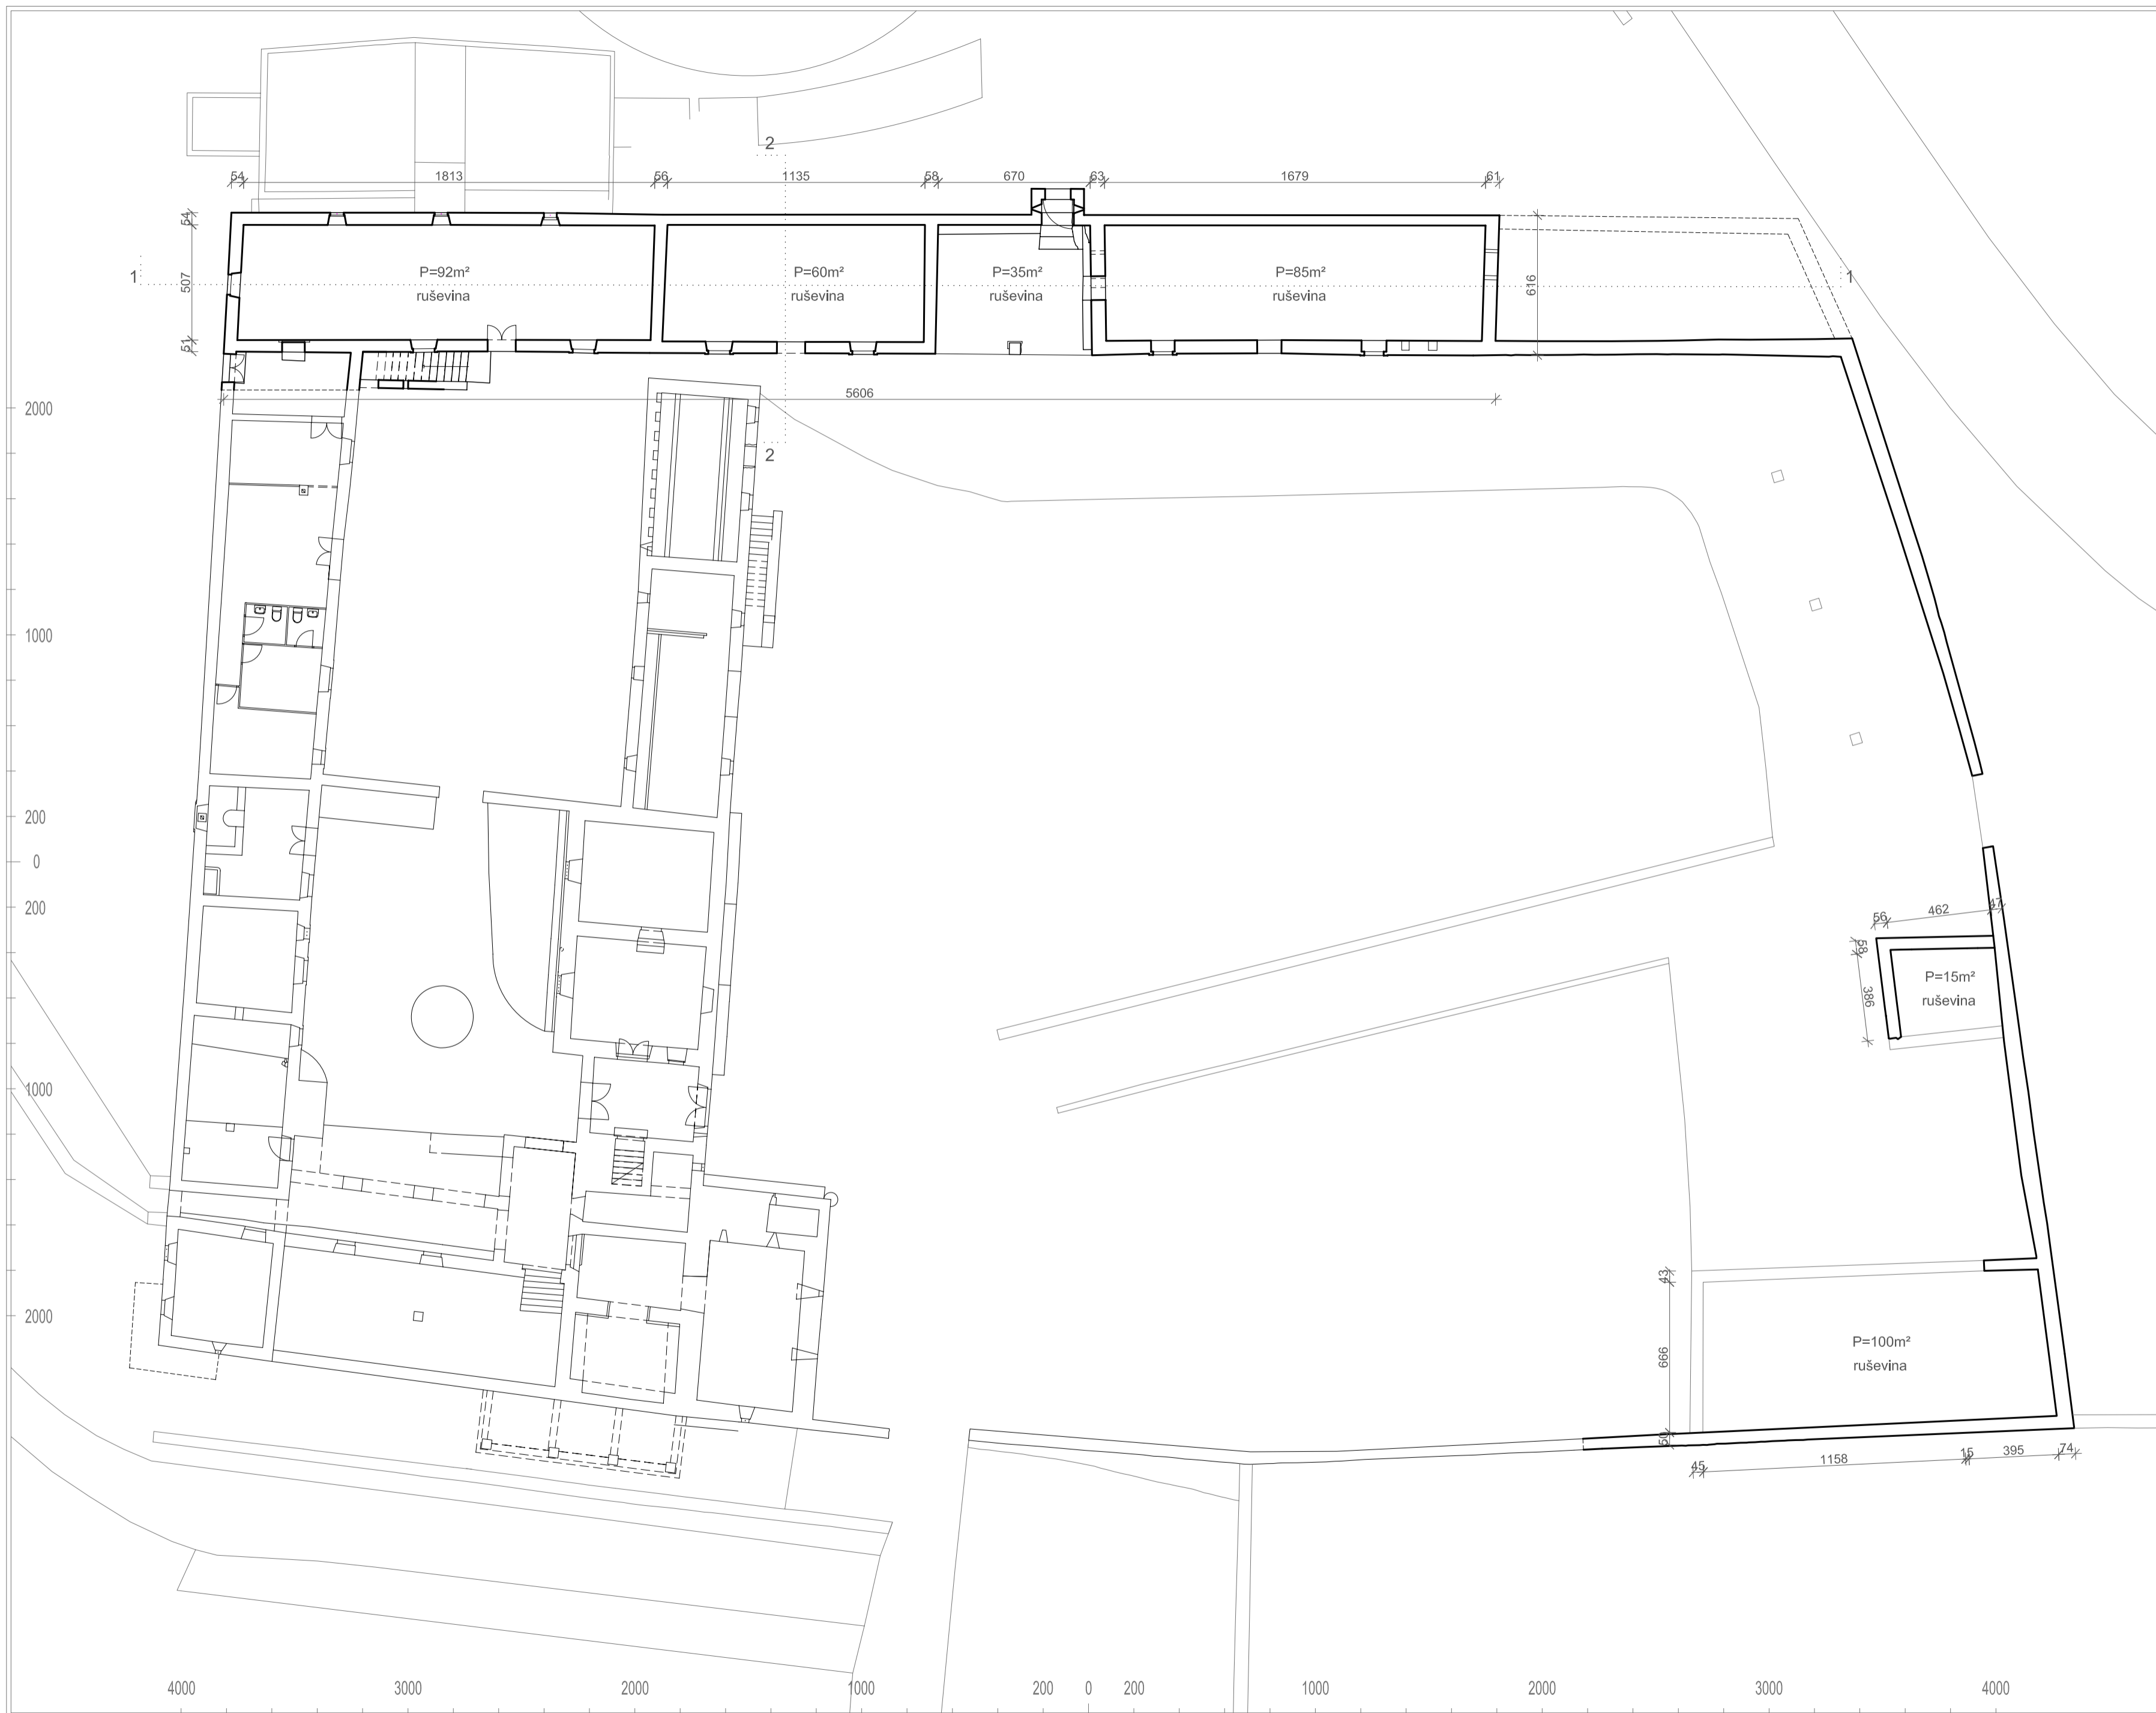 2
54 1813 56 1135 58 670 63 1679 61
54
507
51
1
P=92m²
ruševina
P=60m²
ruševina
P=35m²
ruševina
P=85m²
ruševina
616
1
5606
2
2000
1000
200
0
200
1000
2000
56 462 47
58
386
P=15m²
ruševina
43
666
60
P=100m²
ruševina
45 1158 15 395 74
4000 3000 2000 1000 200 0 200 1000 2000 3000 4000